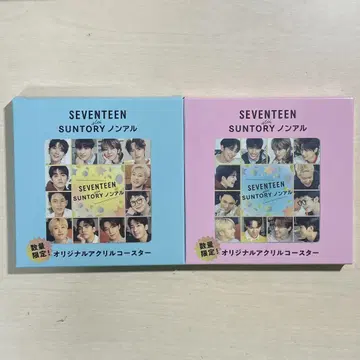 SEVENTEEN
SUNTORY ノンアル
SEVENTEEN
SUNTORY ノンアル
数量
限定!
オリジナルアクリルコースター
SEVENTEEN
SUNTORY ノンアル
SEVENTEEN
SUNTORY ノンアル
数量
限定!
オリジナルアクリルコースター